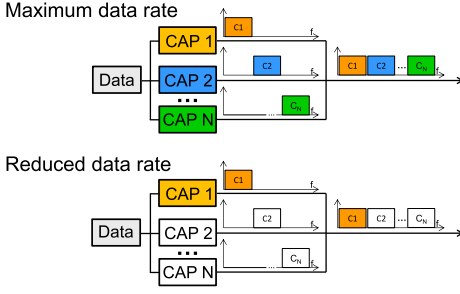 Maximum data rate
CAP 1
C1
f
Data
CAP 2
C2
f
C1 C2 ... CN
f
...
CAP N
... CN
f
Reduced data rate
CAP 1
C1
f
Data
CAP 2
C2
f
C1 C2 ... CN
f
...
CAP N
... CN
f